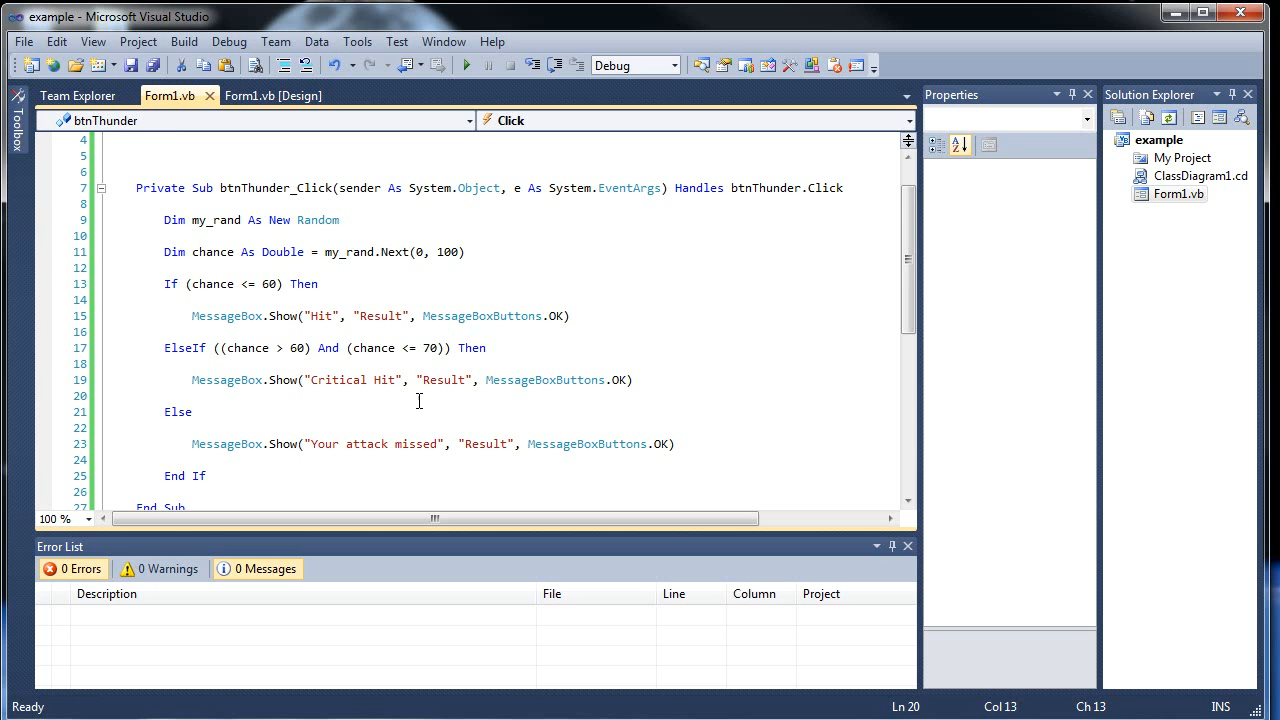 example - Microsoft Visual Studio
File Edit View Project Build Debug Team Data Tools Test Window Help
Debug
Team Explorer Form1.vb Form1.vb [Design]
btnThunder Click
Toolbox
4
5
6
7 Private Sub btnThunder_Click(sender As System.Object, e As System.EventArgs) Handles btnThunder.Click
8
9 Dim my_rand As New Random
10
11 Dim chance As Double = my_rand.Next(0, 100)
12
13 If (chance <= 60) Then
14
15 MessageBox.Show("Hit", "Result", MessageBoxButtons.OK)
16
17 ElseIf ((chance > 60) And (chance <= 70)) Then
18
19 MessageBox.Show("Critical Hit", "Result", MessageBoxButtons.OK)
20
21 Else
22
23 MessageBox.Show("Your attack missed", "Result", MessageBoxButtons.OK)
24
25 End If
26
27 End Sub
100 %
Properties
Solution Explorer
example
My Project
ClassDiagram1.cd
Form1.vb
Error List
0 Errors 0 Warnings 0 Messages
Description File Line Column Project
Ready Ln 20 Col 13 Ch 13 INS